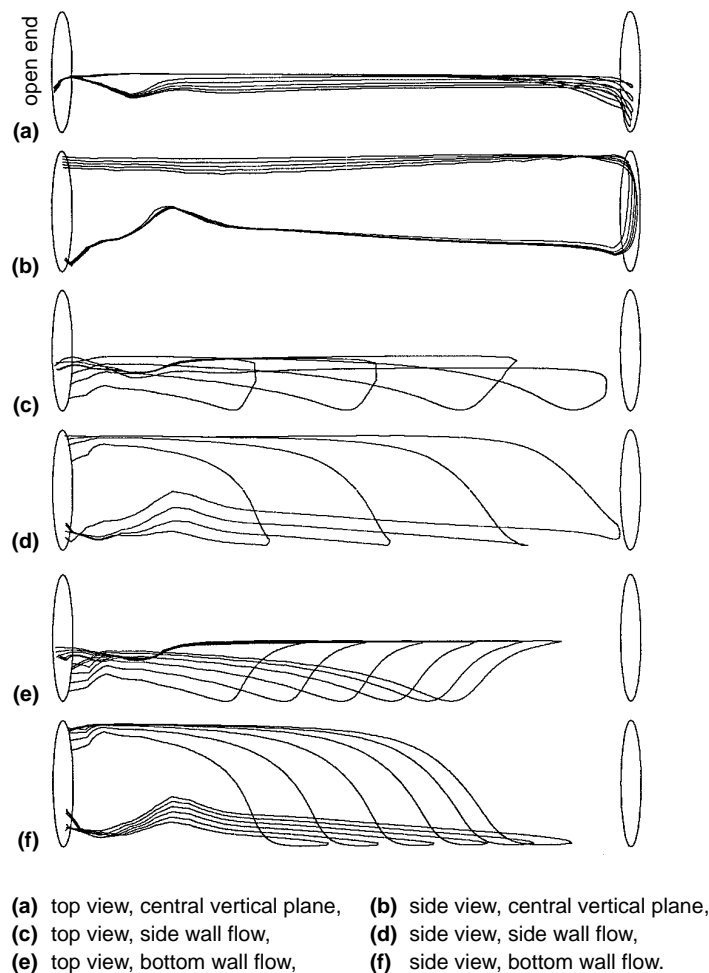 open end
(a)
(b)
(c)
(d)
(e)
(f)
(a) top view, central vertical plane, (b) side view, central vertical plane,
(c) top view, side wall flow, (d) side view, side wall flow,
(e) top view, bottom wall flow, (f) side view, bottom wall flow.